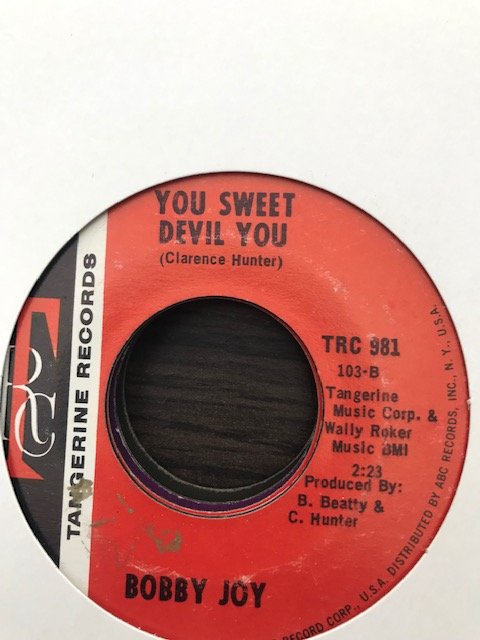 YOU SWEET
DEVIL YOU
(Clarence Hunter)
TANGERINE RECORDS
TRC 981
103-B
Tangerine
Music Corp. &
Wally Roker
Music BMI
2:23
Produced By:
B. Beatty &
C. Hunter
BOBBY JOY
RECORD CORP., U.S.A. DISTRIBUTED BY ABC RECORDS, INC., N. Y., U.S.A.